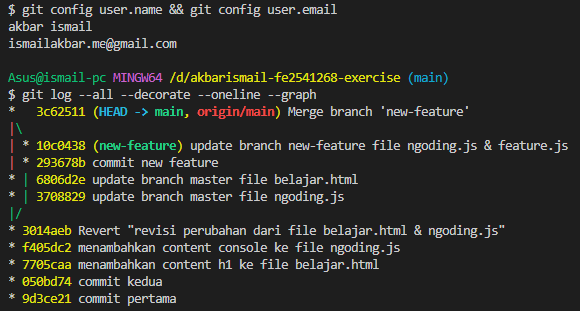 $ git config user.name && git config user.email
akbar ismail
ismailakbar.me@gmail.com
Asus@ismail-pc MINGW64 /d/akbarismail-fe2541268-exercise (main)
$ git log --all --decorate --oneline --graph
*   3c62511 (HEAD -> main, origin/main) Merge branch 'new-feature'
|\
| * 10c0438 (new-feature) update branch new-feature file ngoding.js & feature.js
| * 293678b commit new feature
* | 6806d2e update branch master file belajar.html
* | 3708829 update branch master file ngoding.js
|/
* 3014aeb Revert "revisi perubahan dari file belajar.html & ngoding.js"
* f405dc2 menambahkan content console ke file ngoding.js
* 7705caa menambahkan content h1 ke file belajar.html
* 050bd74 commit kedua
* 9d3ce21 commit pertama